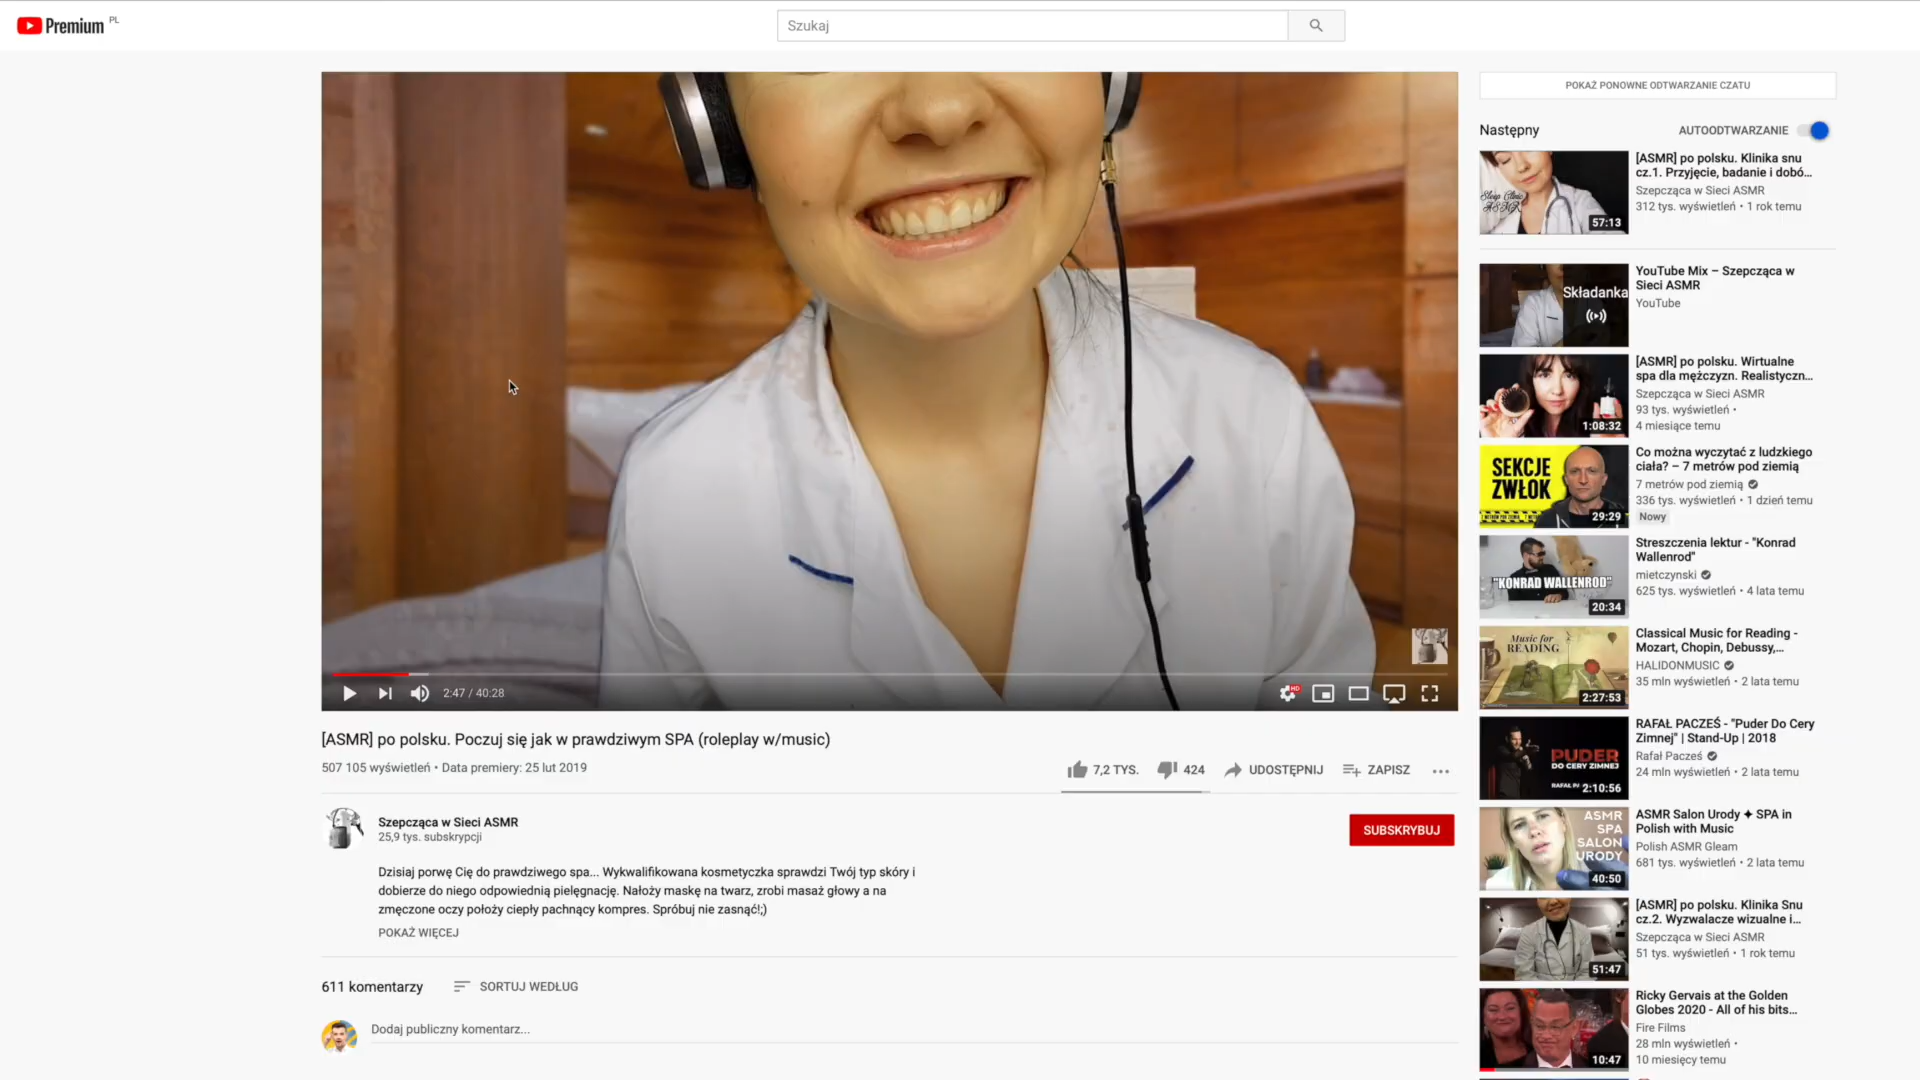 Premium PL
Szukaj
HD
2:47 / 40:28
[ASMR] po polsku. Poczuj się jak w prawdziwym SPA (roleplay w/music)
507 105 wyświetleń • Data premiery: 25 lut 2019
7,2 TYS.
424
UDOSTĘPNIJ
ZAPISZ
Szepcząca w Sieci ASMR
25,9 tys. subskrypcji
SUBSKRYBUJ
Dzisiaj porwę Cię do prawdziwego spa... Wykwalifikowana kosmetyczka sprawdzi Twój typ skóry i
dobierze do niego odpowiednią pielęgnację. Nałoży maskę na twarz, zrobi masaż głowy a na
zmęczone oczy położy ciepły pachnący kompres. Spróbuj nie zasnąć!;)
POKAŻ WIĘCEJ
611 komentarzy
SORTUJ WEDŁUG
Dodaj publiczny komentarz...
POKAŻ PONOWNE ODTWARZANIE CZATU
Następny
AUTOODTWARZANIE
Sleep Clinic
ASMR
57:13
[ASMR] po polsku. Klinika snu
cz.1. Przyjęcie, badanie i dobó...
Szepcząca w Sieci ASMR
312 tys. wyświetleń • 1 rok temu
Składanka
YouTube Mix – Szepcząca w
Sieci ASMR
YouTube
1:08:32
[ASMR] po polsku. Wirtualne
spa dla mężczyzn. Realistyczn...
Szepcząca w Sieci ASMR
93 tys. wyświetleń •
4 miesiące temu
SEKCJE
ZWŁOK
29:29
Co można wyczytać z ludzkiego
ciała? – 7 metrów pod ziemią
7 metrów pod ziemią
336 tys. wyświetleń • 1 dzień temu
Nowy
"KONRAD WALLENROD"
20:34
Streszczenia lektur - "Konrad
Wallenrod"
mietczynski
625 tys. wyświetleń • 4 lata temu
Music for
READING
2:27:53
Classical Music for Reading -
Mozart, Chopin, Debussy,...
HALIDONMUSIC
35 mln wyświetleń • 2 lata temu
PUDER
DO CERY ZIMNEJ
2:10:56
RAFAŁ PACZEŚ - "Puder Do Cery
Zimnej" | Stand-Up | 2018
Rafał Pacześ
24 mln wyświetleń • 2 lata temu
ASMR
SPA
SALON
URODY
40:50
ASMR Salon Urody ✦ SPA in
Polish with Music
Polish ASMR Gleam
681 tys. wyświetleń • 2 lata temu
51:47
[ASMR] po polsku. Klinika Snu
cz.2. Wyzwalacze wizualne i...
Szepcząca w Sieci ASMR
51 tys. wyświetleń • 1 rok temu
10:47
Ricky Gervais at the Golden
Globes 2020 - All of his bits...
Fire Films
28 mln wyświetleń •
10 miesięcy temu